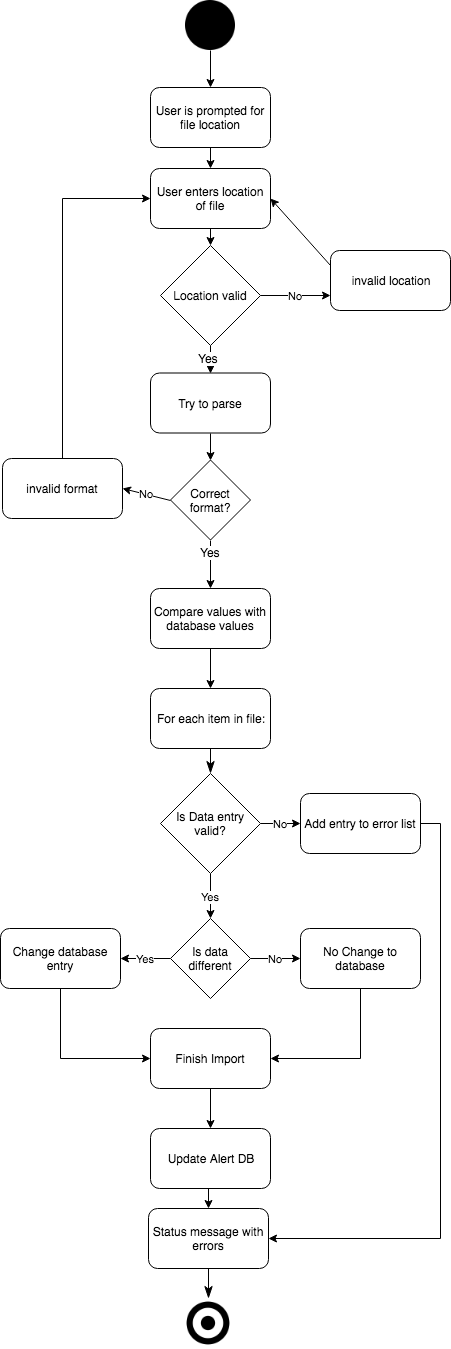 User is prompted for
file location
User enters location
of file
invalid location
Location valid
No
Yes
Try to parse
invalid format
No
Correct
format?
Yes
Compare values with
database values
For each item in file:
Is Data entry
valid?
No
Add entry to error list
Yes
Change database
entry
Yes
Is data
different
No
No Change to
database
Finish Import
Update Alert DB
Status message with
errors